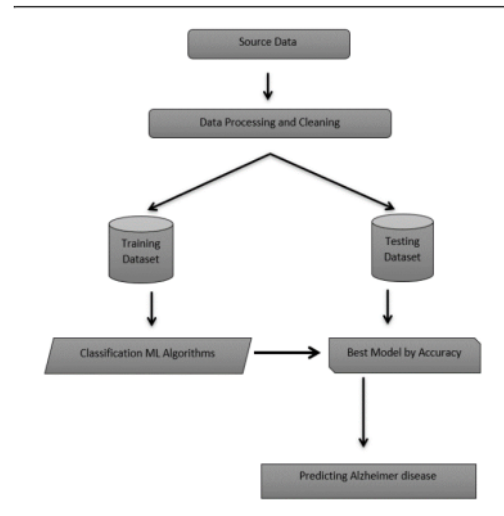 Source Data
Data Processing and Cleaning
Training
Dataset
Testing
Dataset
Classification ML Algorithms
Best Model by Accuracy
Predicting Alzheimer disease